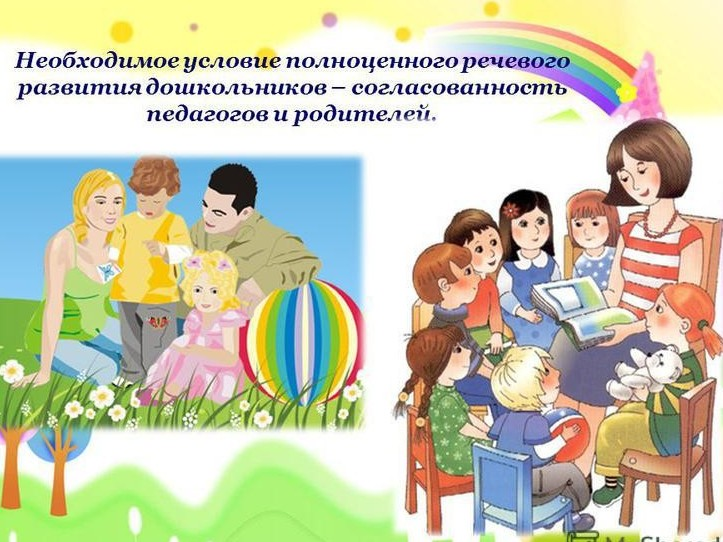 Необходимое условие полноценного речевого
развития дошкольников – согласованность
педагогов и родителей.